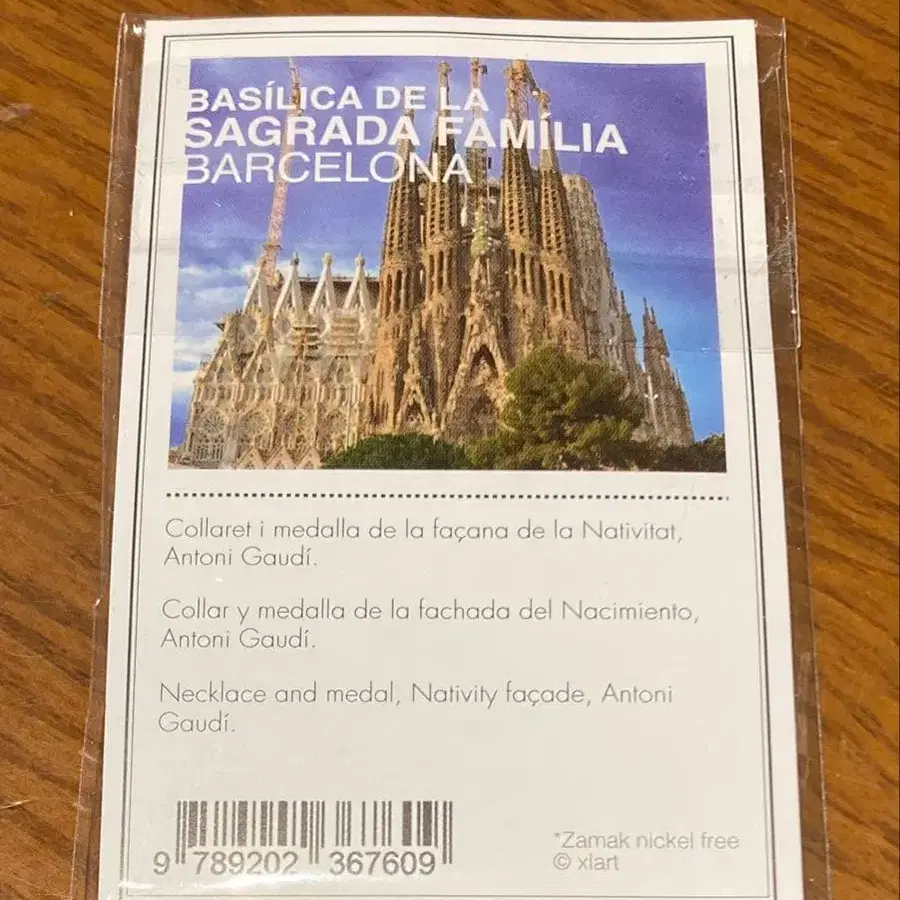 BASÍLICA DE LA
SAGRADA FAMÍLIA
BARCELONA
Collaret i medalla de la façana de la Nativitat,
Antoni Gaudí.
Collar y medalla de la fachada del Nacimiento,
Antoni Gaudí.
Necklace and medal, Nativity façade, Antoni
Gaudí.
*Zamak nickel free
© xlart
9 789202 367609